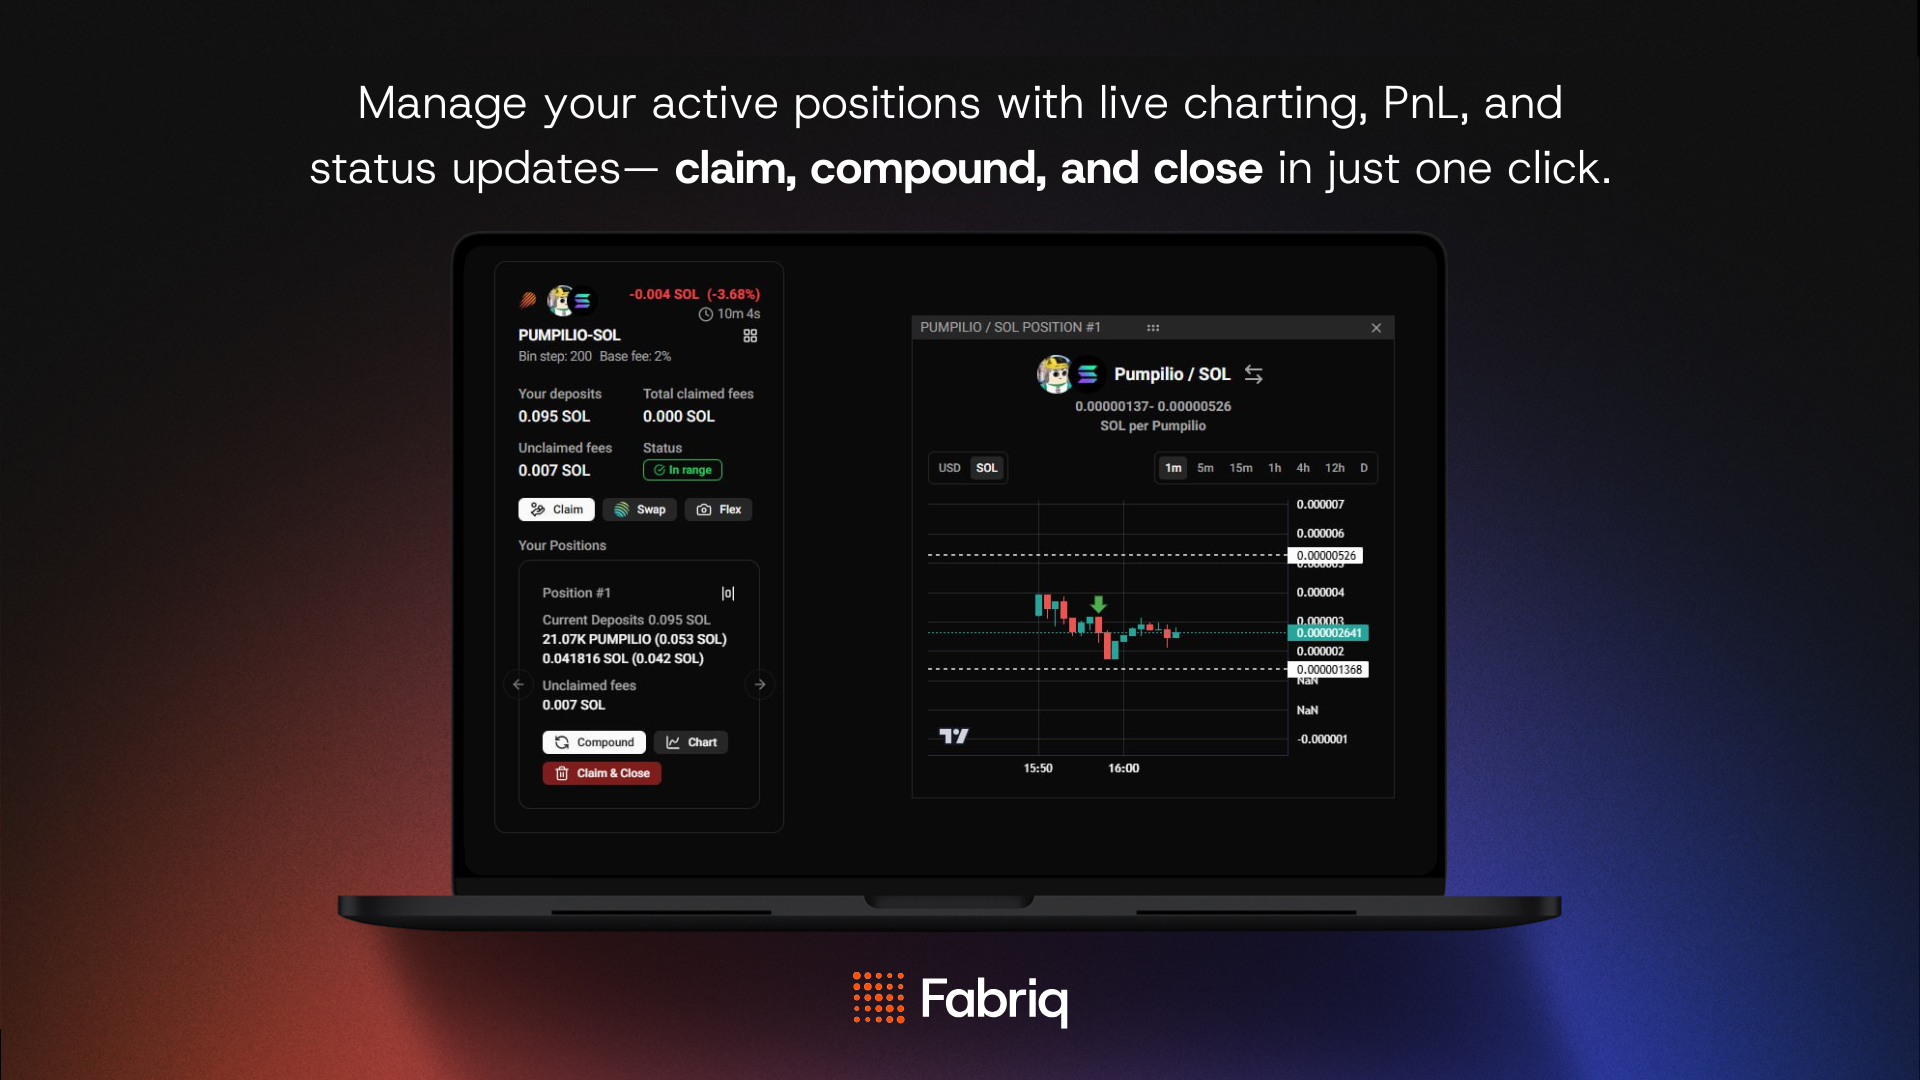 Manage your active positions with live charting, PnL, and
status updates— claim, compound, and close in just one click.
-0.004 SOL (-3.68%)
10m 4s
PUMPILIO-SOL
Bin step: 200 Base fee: 2%
Your deposits
Total claimed fees
0.095 SOL
0.000 SOL
Unclaimed fees
Status
0.007 SOL
In range
Claim
Swap
Flex
Your Positions
Position #1
Current Deposits 0.095 SOL
21.07K PUMPILIO (0.053 SOL)
0.041816 SOL (0.042 SOL)
Unclaimed fees
0.007 SOL
Compound
Chart
Claim & Close
PUMPILIO / SOL POSITION #1
Pumpilio / SOL
0.00000137- 0.00000526
SOL per Pumpilio
USD SOL
1m 5m 15m 1h 4h 12h D
0.000007
0.000006
0.00000526
0.000005
0.000004
0.000003
0.000002641
0.000002
0.000001368
NaN
NaN
-0.000001
15:50
16:00
Fabriq